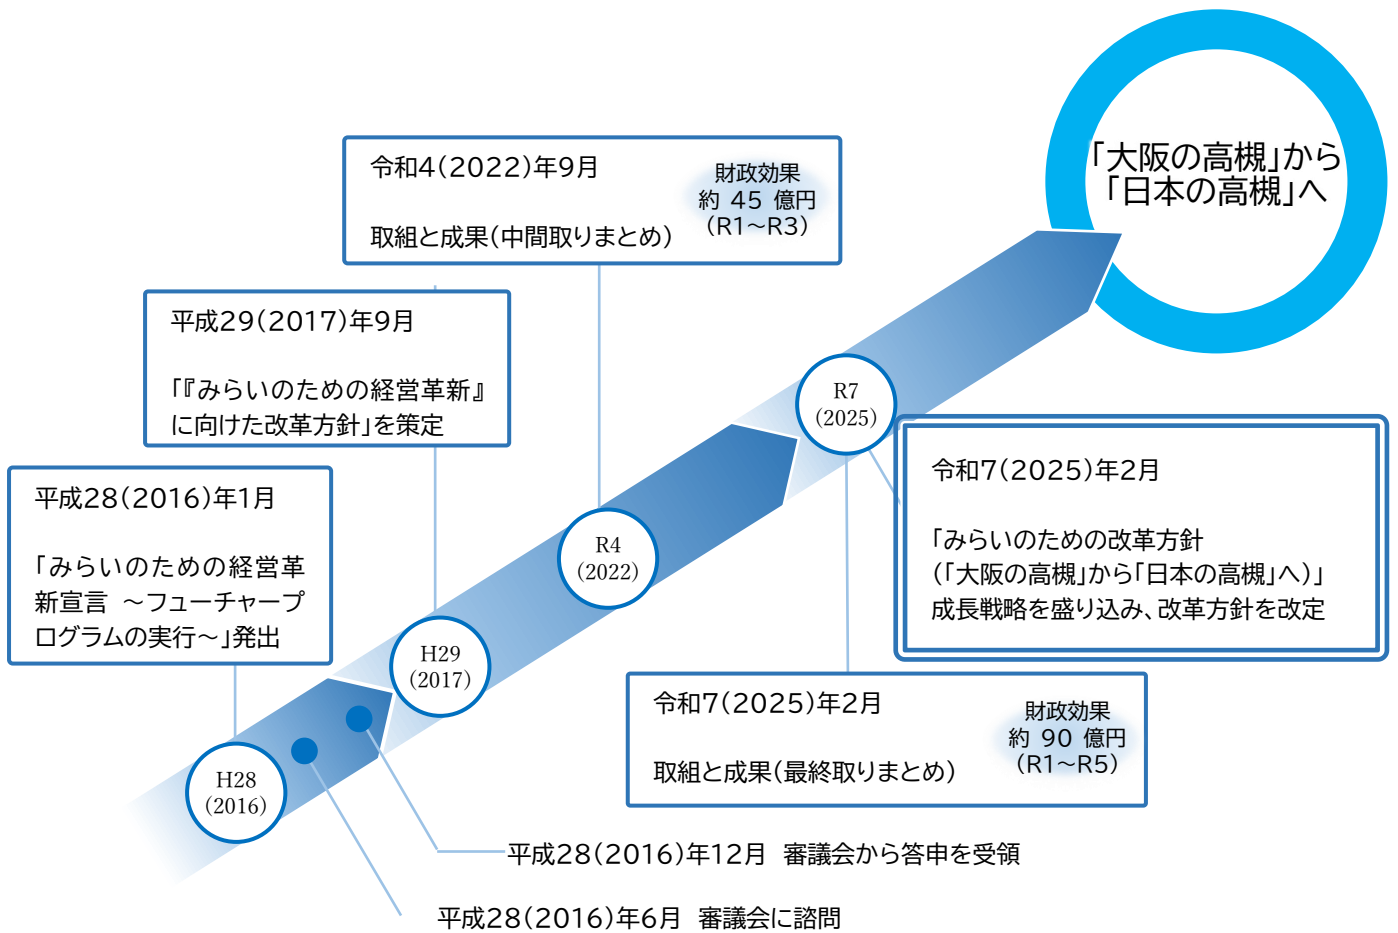 「大阪の高槻」から
「日本の高槻」へ
令和4(2022)年9月
取組と成果(中間取りまとめ)
財政効果
約 45 億円
(R1～R3)
平成29(2017)年9月
「『みらいのための経営革新』
に向けた改革方針」を策定
平成28(2016)年1月
「みらいのための経営革
新宣言 ～フューチャープ
ログラムの実行～」発出
R7
(2025)
R4
(2022)
H29
(2017)
H28
(2016)
令和7(2025)年2月
「みらいのための改革方針
(「大阪の高槻」から「日本の高槻」へ)」
成長戦略を盛り込み、改革方針を改定
令和7(2025)年2月
取組と成果(最終取りまとめ)
財政効果
約 90 億円
(R1～R5)
平成28(2016)年12月 審議会から答申を受領
平成28(2016)年6月 審議会に諮問